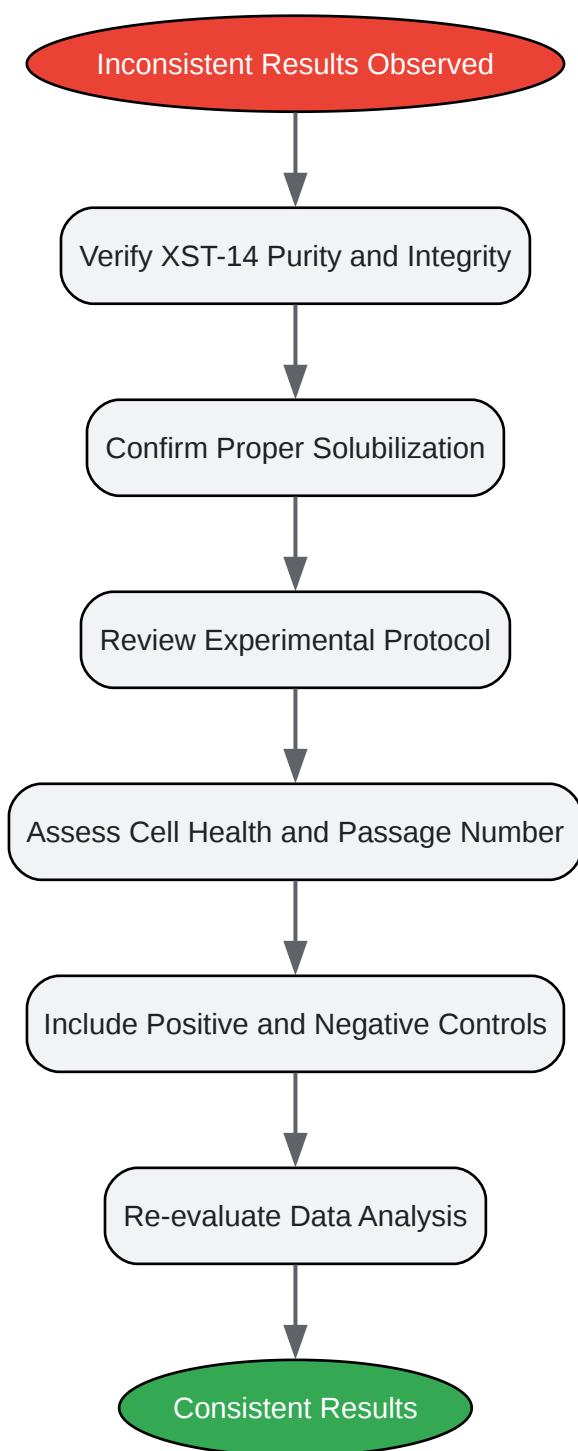 Inconsistent Results Observed
Verify XST-14 Purity and Integrity
Confirm Proper Solubilization
Review Experimental Protocol
Assess Cell Health and Passage Number
Include Positive and Negative Controls
Re-evaluate Data Analysis
Consistent Results